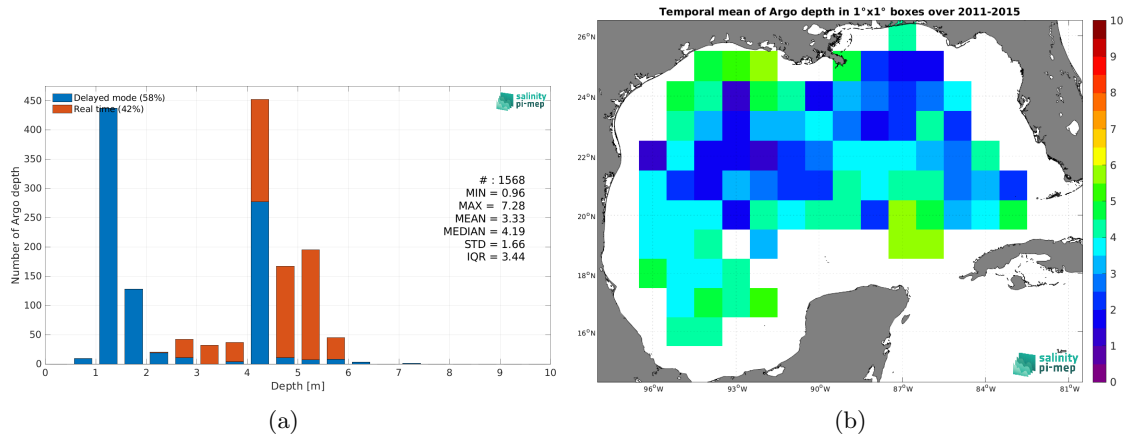 Delayed mode (58%)
Real time (42%)
salinity
pi-mep
Number of Argo depth
450
400
350
300
250
200
150
100
50
0
# : 1568
MIN = 0.96
MAX = 7.28
MEAN = 3.33
MEDIAN = 4.19
STD = 1.66
IQR = 3.44
0 1 2 3 4 5 6 7 8 9 10
Depth [m]
(a)
Temporal mean of Argo depth in 1°x1° boxes over 2011-2015
26°N
24°N
22°N
20°N
18°N
16°N
96°W 93°W 90°W 87°W 84°W 81°W
salinity
pi-mep
10
9
8
7
6
5
4
3
2
1
0
(b)